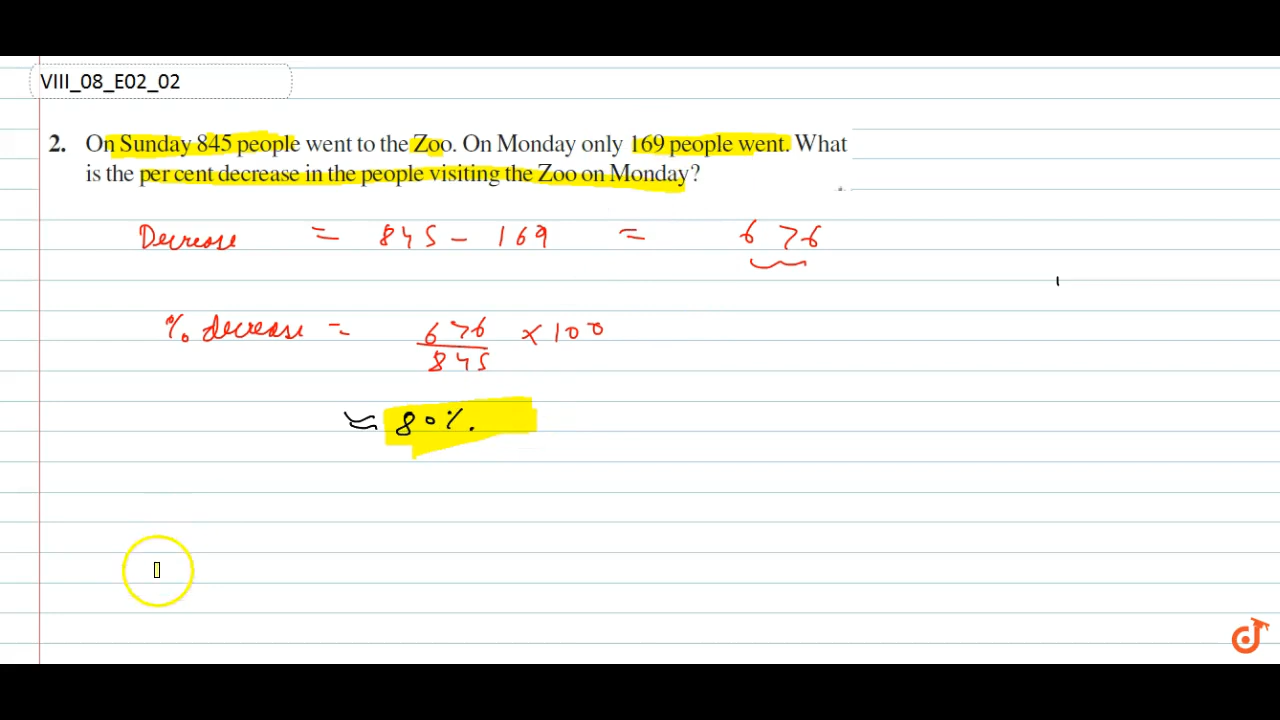 VIII_08_E02_02
2. On Sunday 845 people went to the Zoo. On Monday only 169 people went. What
is the per cent decrease in the people visiting the Zoo on Monday?
Decrease = 845 - 169 = 676
% decrease = 676/845 × 100
≈ 80%.